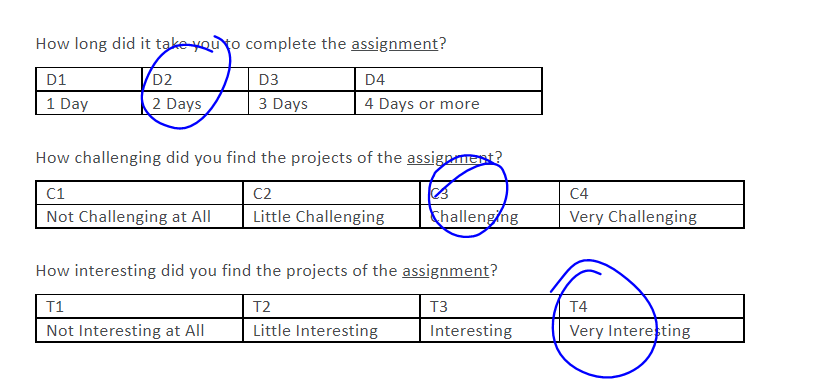 How long did it take you to complete the assignment?
D1 D2 D3 D4
1 Day 2 Days 3 Days 4 Days or more
How challenging did you find the projects of the assignment?
C1 C2 C3 C4
Not Challenging at All Little Challenging Challenging Very Challenging
How interesting did you find the projects of the assignment?
T1 T2 T3 T4
Not Interesting at All Little Interesting Interesting Very Interesting